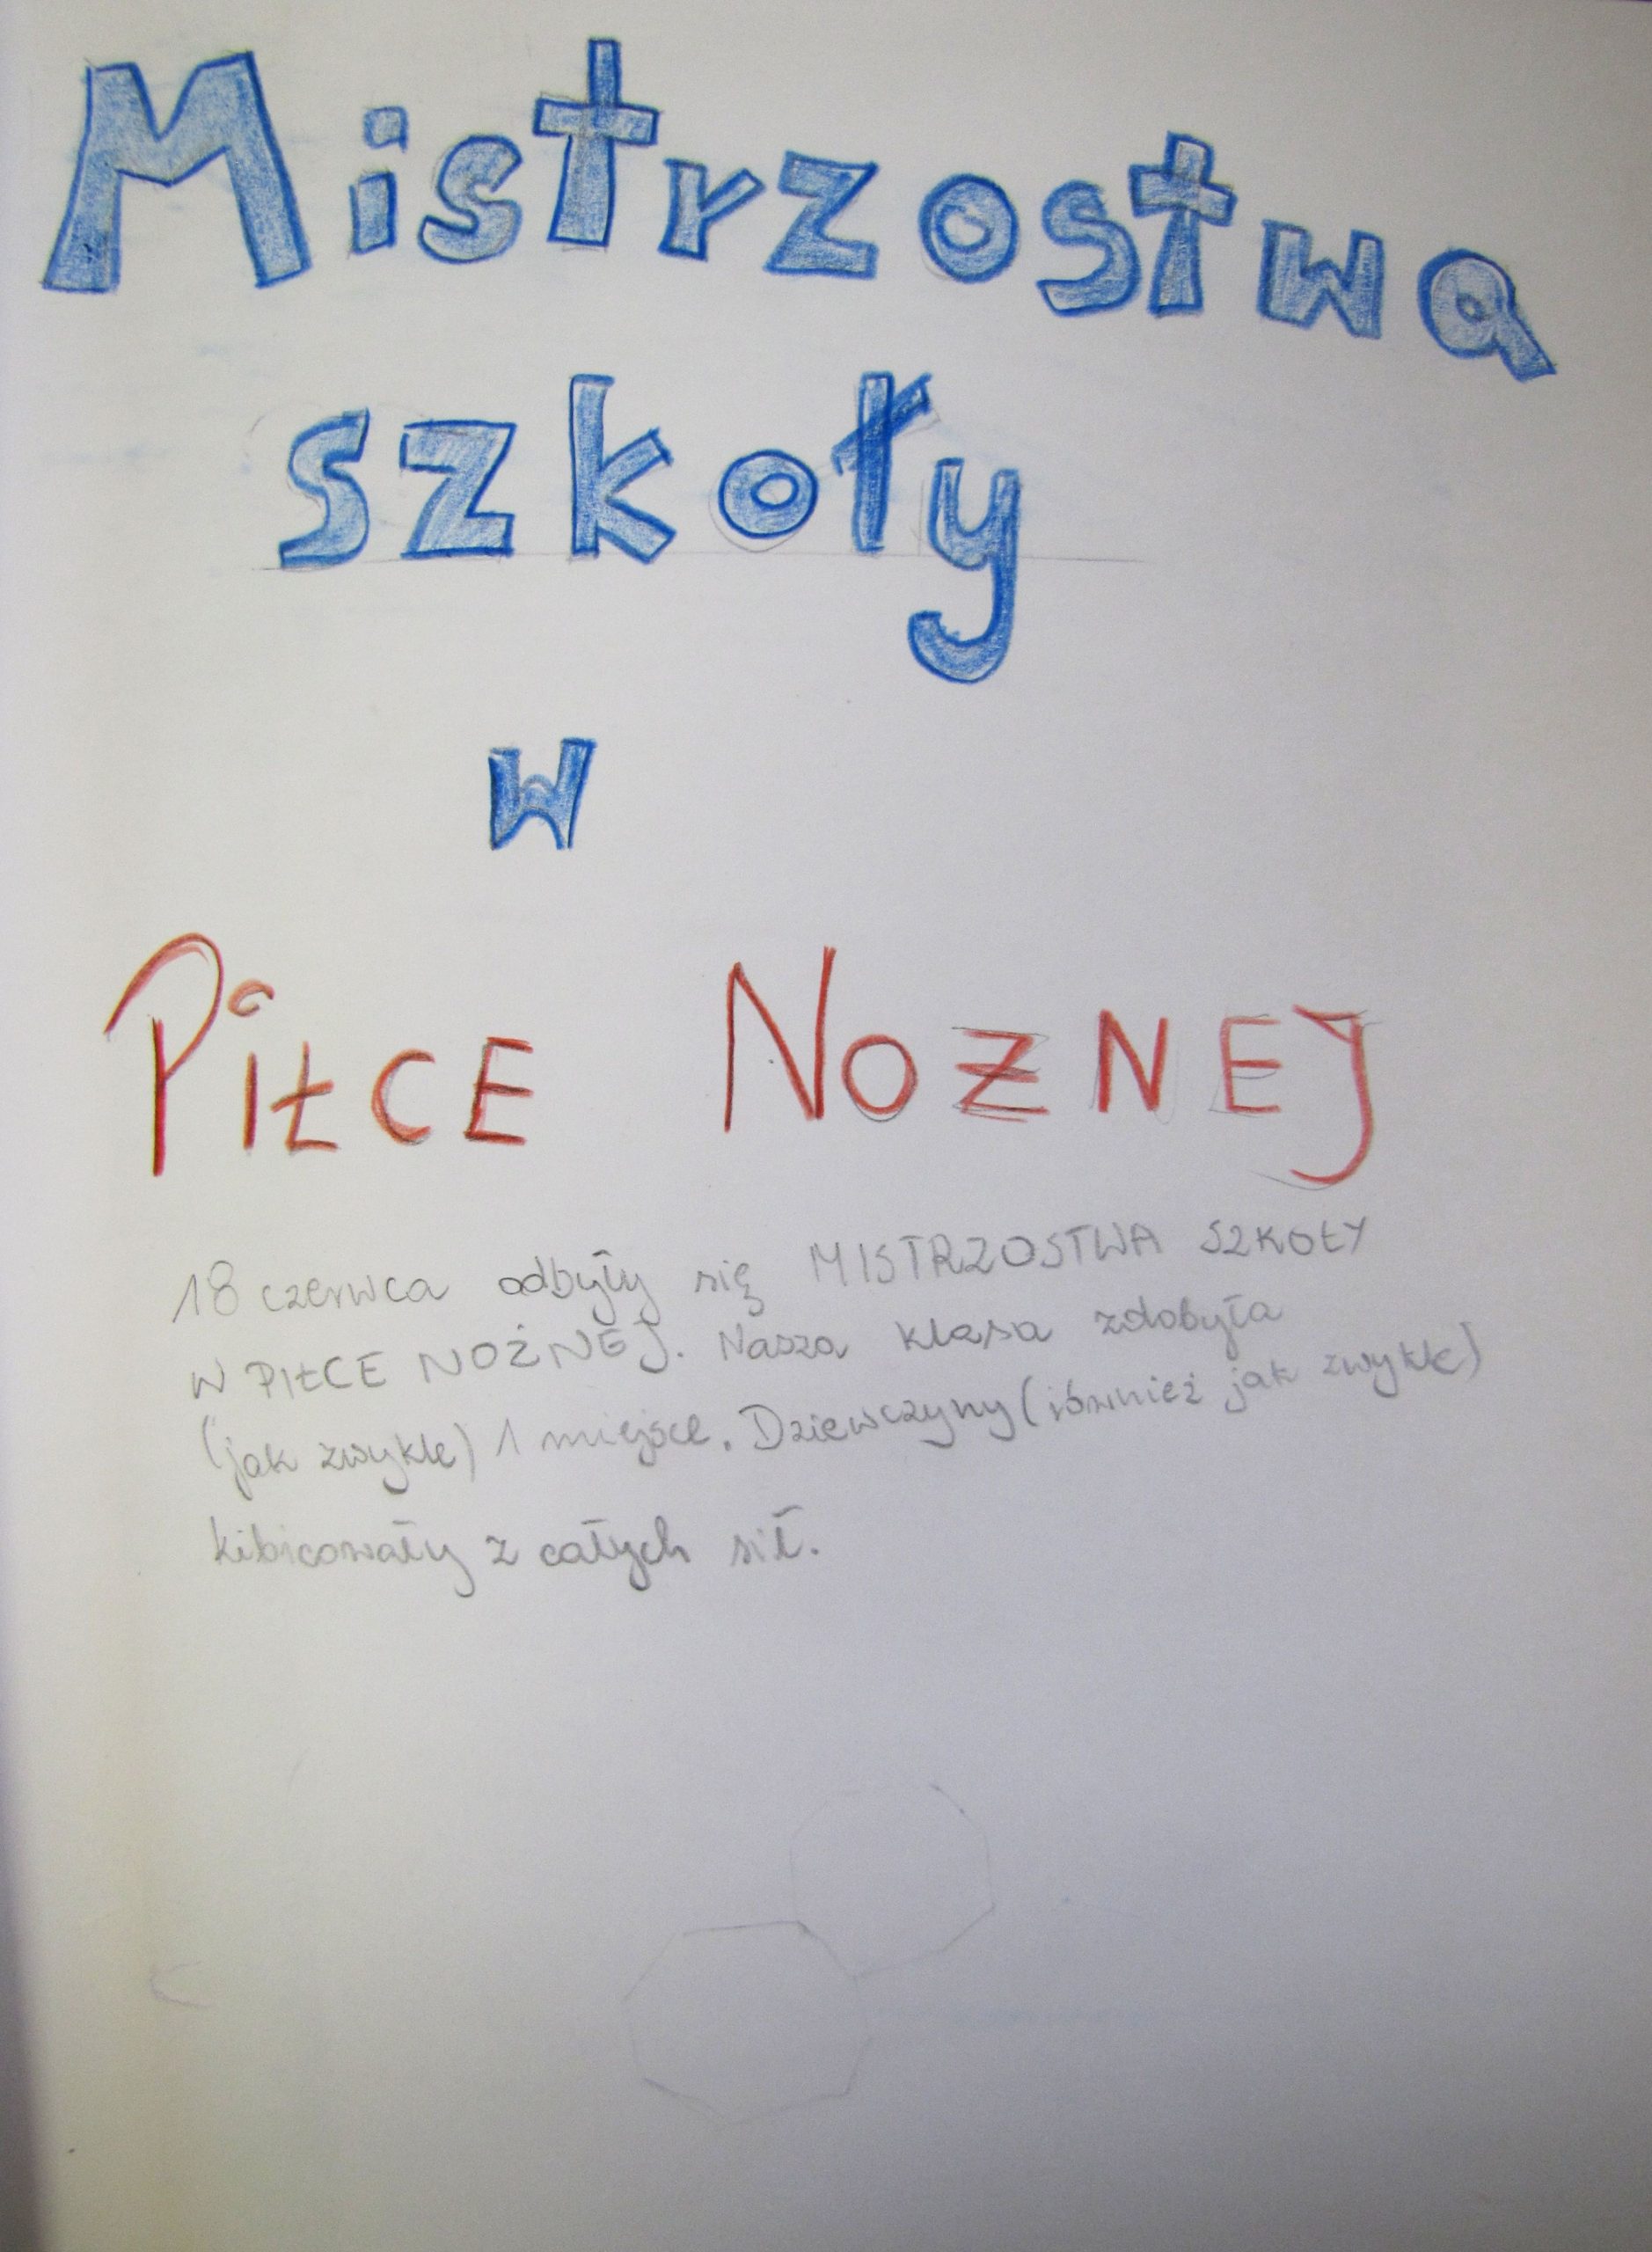 Mistrzostwa
szkoły
w
PiŁCE NOƵNEJ
18 czerwca odbyły się MISTRZOSTWA SZKOŁY
W PIŁCE NOŻNEJ. Nasza klasa zdobyła
(jak zwykle) 1 miejsce. Dziewczyny (również jak zwykle)
kibicowały z całych sił.